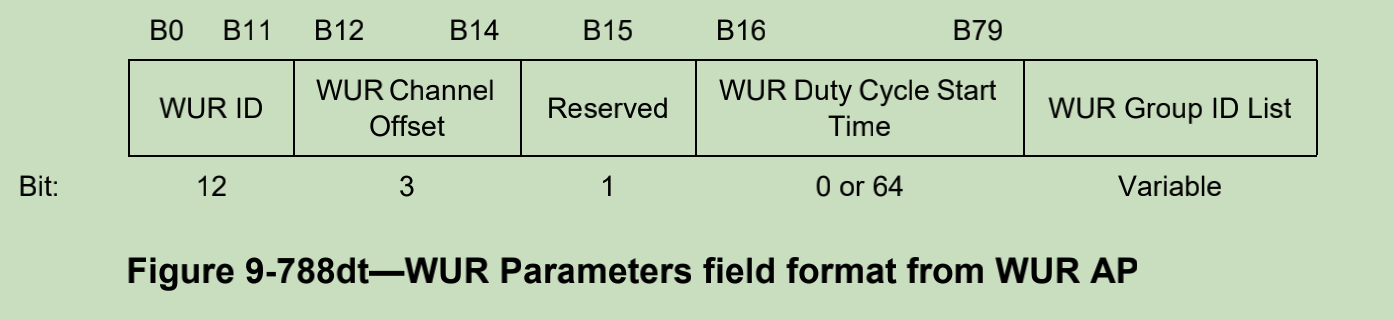 B0 B11 B12 B14 B15 B16 B79
WUR ID WUR Channel Offset Reserved WUR Duty Cycle Start Time WUR Group ID List
Bit: 12 3 1 0 or 64 Variable
Figure 9-788dt—WUR Parameters field format from WUR AP